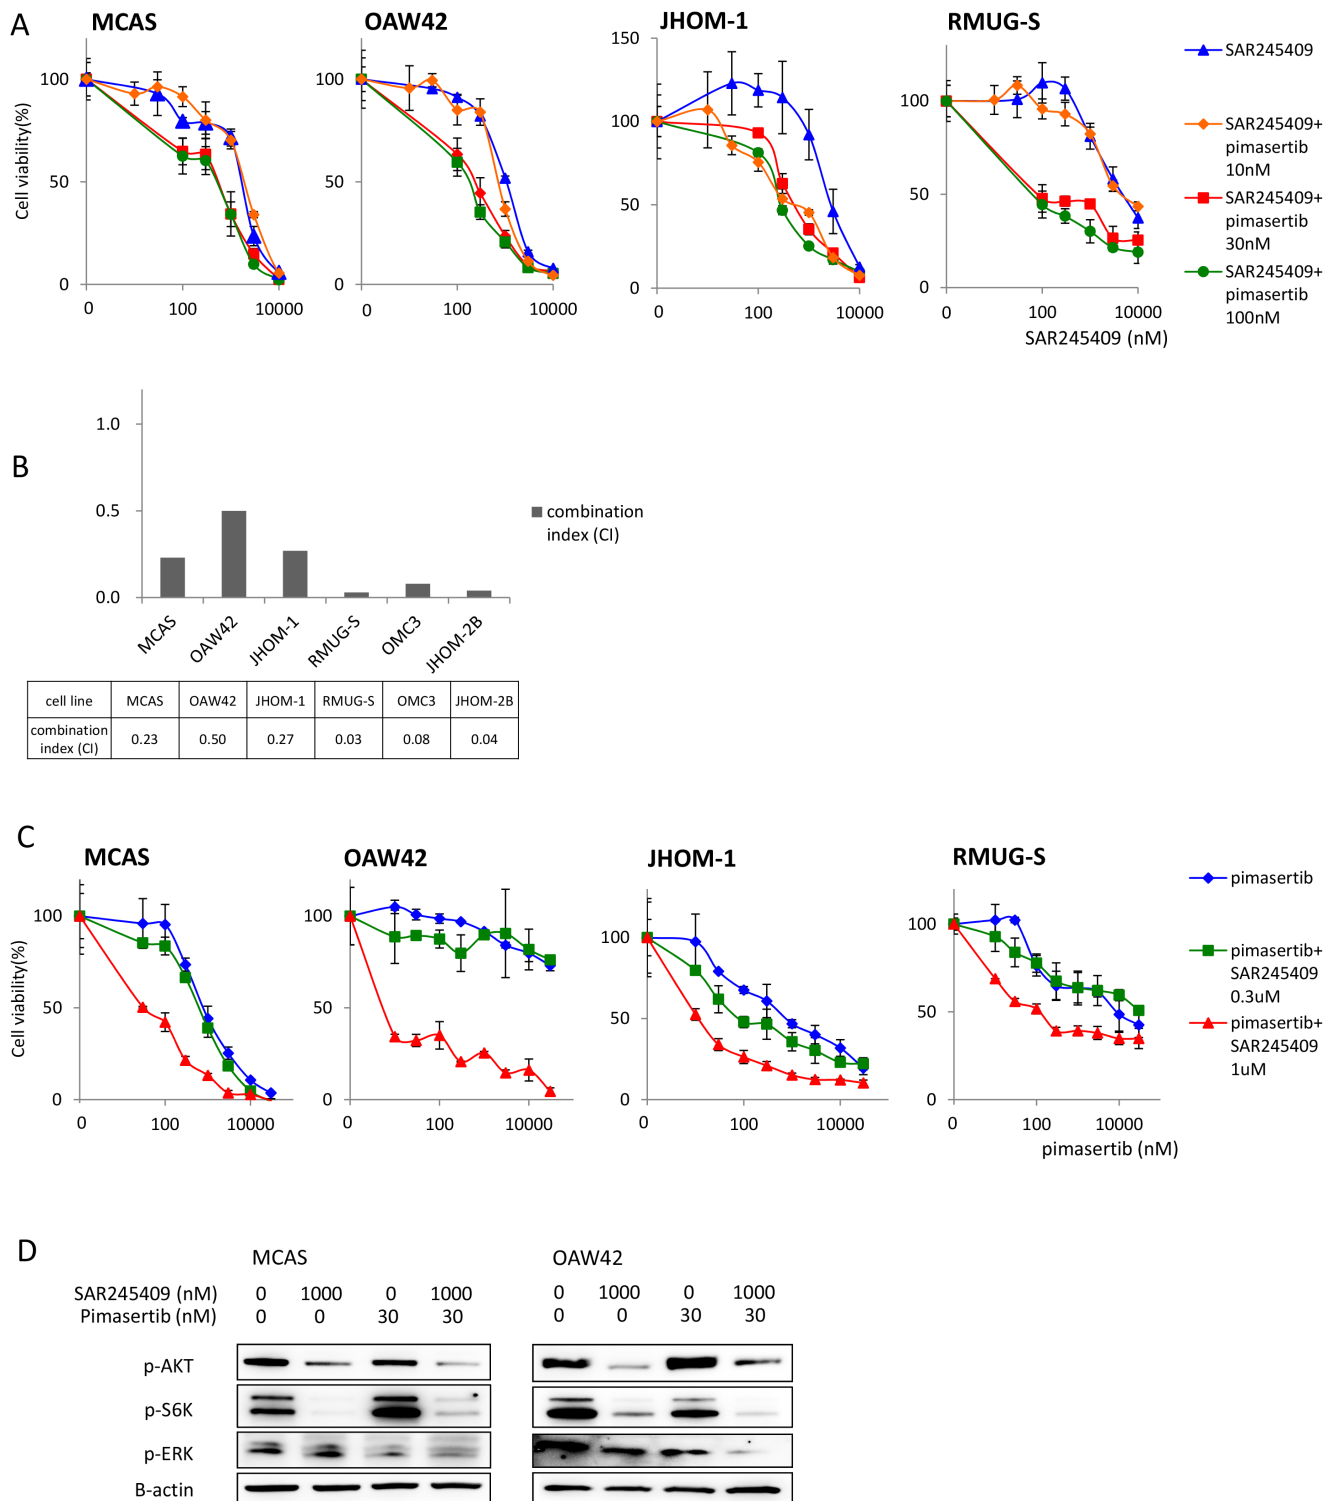 A
MCAS
OAW42
JHOM-1
RMUG-S
Cell viability(%)
100
50
0
0
100
10000
100
50
0
0
100
10000
150
100
50
0
0
100
10000
100
50
0
0
100
10000
SAR245409 (nM)
SAR245409
SAR245409+
pimasertib
10nM
SAR245409+
pimasertib
30nM
SAR245409+
pimasertib
100nM
B
1.0
0.5
0.0
MCAS
OAW42
JHOM-1
RMUG-S
OMC3
JHOM-2B
combination
index (CI)
cell line MCAS OAW42 JHOM-1 RMUG-S OMC3 JHOM-2B
combination
index (CI) 0.23 0.50 0.27 0.03 0.08 0.04
C
MCAS
OAW42
JHOM-1
RMUG-S
Cell viability(%)
100
50
0
0
100
10000
100
50
0
0
100
10000
100
50
0
0
100
10000
100
50
0
0
100
10000
pimasertib (nM)
pimasertib
pimasertib+
SAR245409
0.3uM
pimasertib+
SAR245409
1uM
D
MCAS
OAW42
SAR245409 (nM) 0 1000 0 1000 0 1000 0 1000
Pimasertib (nM) 0 0 30 30 0 0 30 30
p-AKT
p-S6K
p-ERK
B-actin